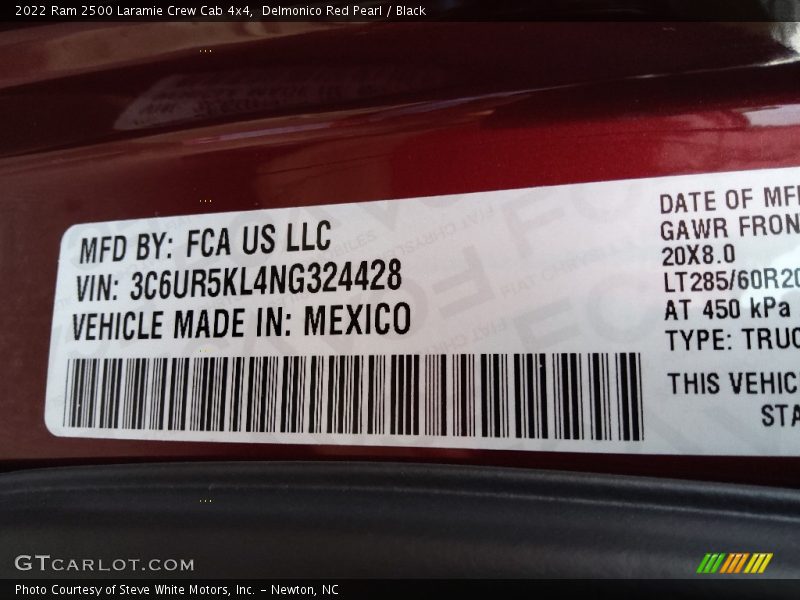 2022 Ram 2500 Laramie Crew Cab 4x4, Delmonico Red Pearl / Black
MFD BY: FCA US LLC
VIN: 3C6UR5KL4NG324428
VEHICLE MADE IN: MEXICO
DATE OF MFR
GAWR FRON
20X8.0
LT285/60R20
AT 450 kPa
TYPE: TRUC
THIS VEHIC
STA
GTCARLOT.COM
Photo Courtesy of Steve White Motors, Inc. – Newton, NC